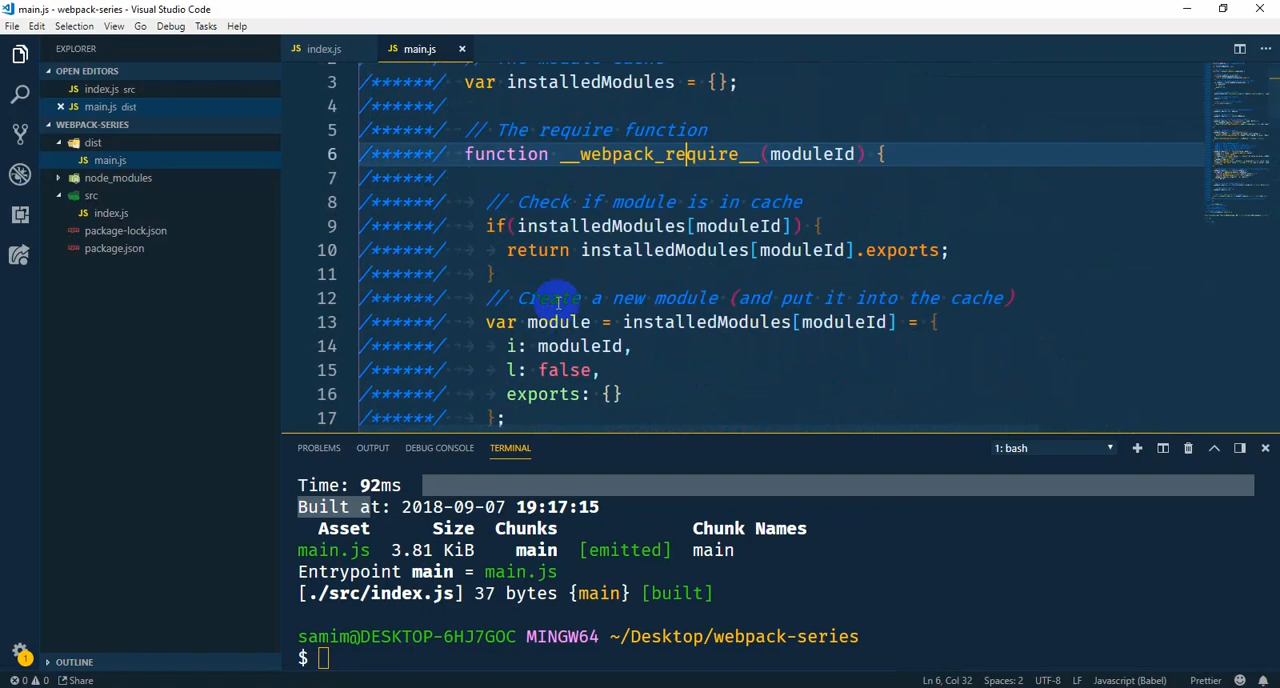 main.js - webpack-series - Visual Studio Code
File Edit Selection View Go Debug Tasks Help
EXPLORER
OPEN EDITORS
index.js src
main.js dist
WEBPACK-SERIES
dist
main.js
node_modules
src
index.js
package-lock.json
package.json
OUTLINE
index.js main.js
3 /******/ var installedModules = {};
4 /******/
5 /******/ // The require function
6 /******/ function __webpack_require__(moduleId) {
7 /******/
8 /******/ // Check if module is in cache
9 /******/ if(installedModules[moduleId]) {
10 /******/ return installedModules[moduleId].exports;
11 /******/ }
12 /******/ // Create a new module (and put it into the cache)
13 /******/ var module = installedModules[moduleId] = {
14 /******/ i: moduleId,
15 /******/ l: false,
16 /******/ exports: {}
17 /******/ };
PROBLEMS OUTPUT DEBUG CONSOLE TERMINAL 1: bash
Time: 92ms
Built at: 2018-09-07 19:17:15
Asset Size Chunks Chunk Names
main.js 3.81 KiB main [emitted] main
Entrypoint main = main.js
[./src/index.js] 37 bytes {main} [built]
samim@DESKTOP-6HJ7GOC MINGW64 ~/Desktop/webpack-series
$
1
0 0 Share Ln 6, Col 32 Spaces: 2 UTF-8 LF Javascript (Babel) Prettier